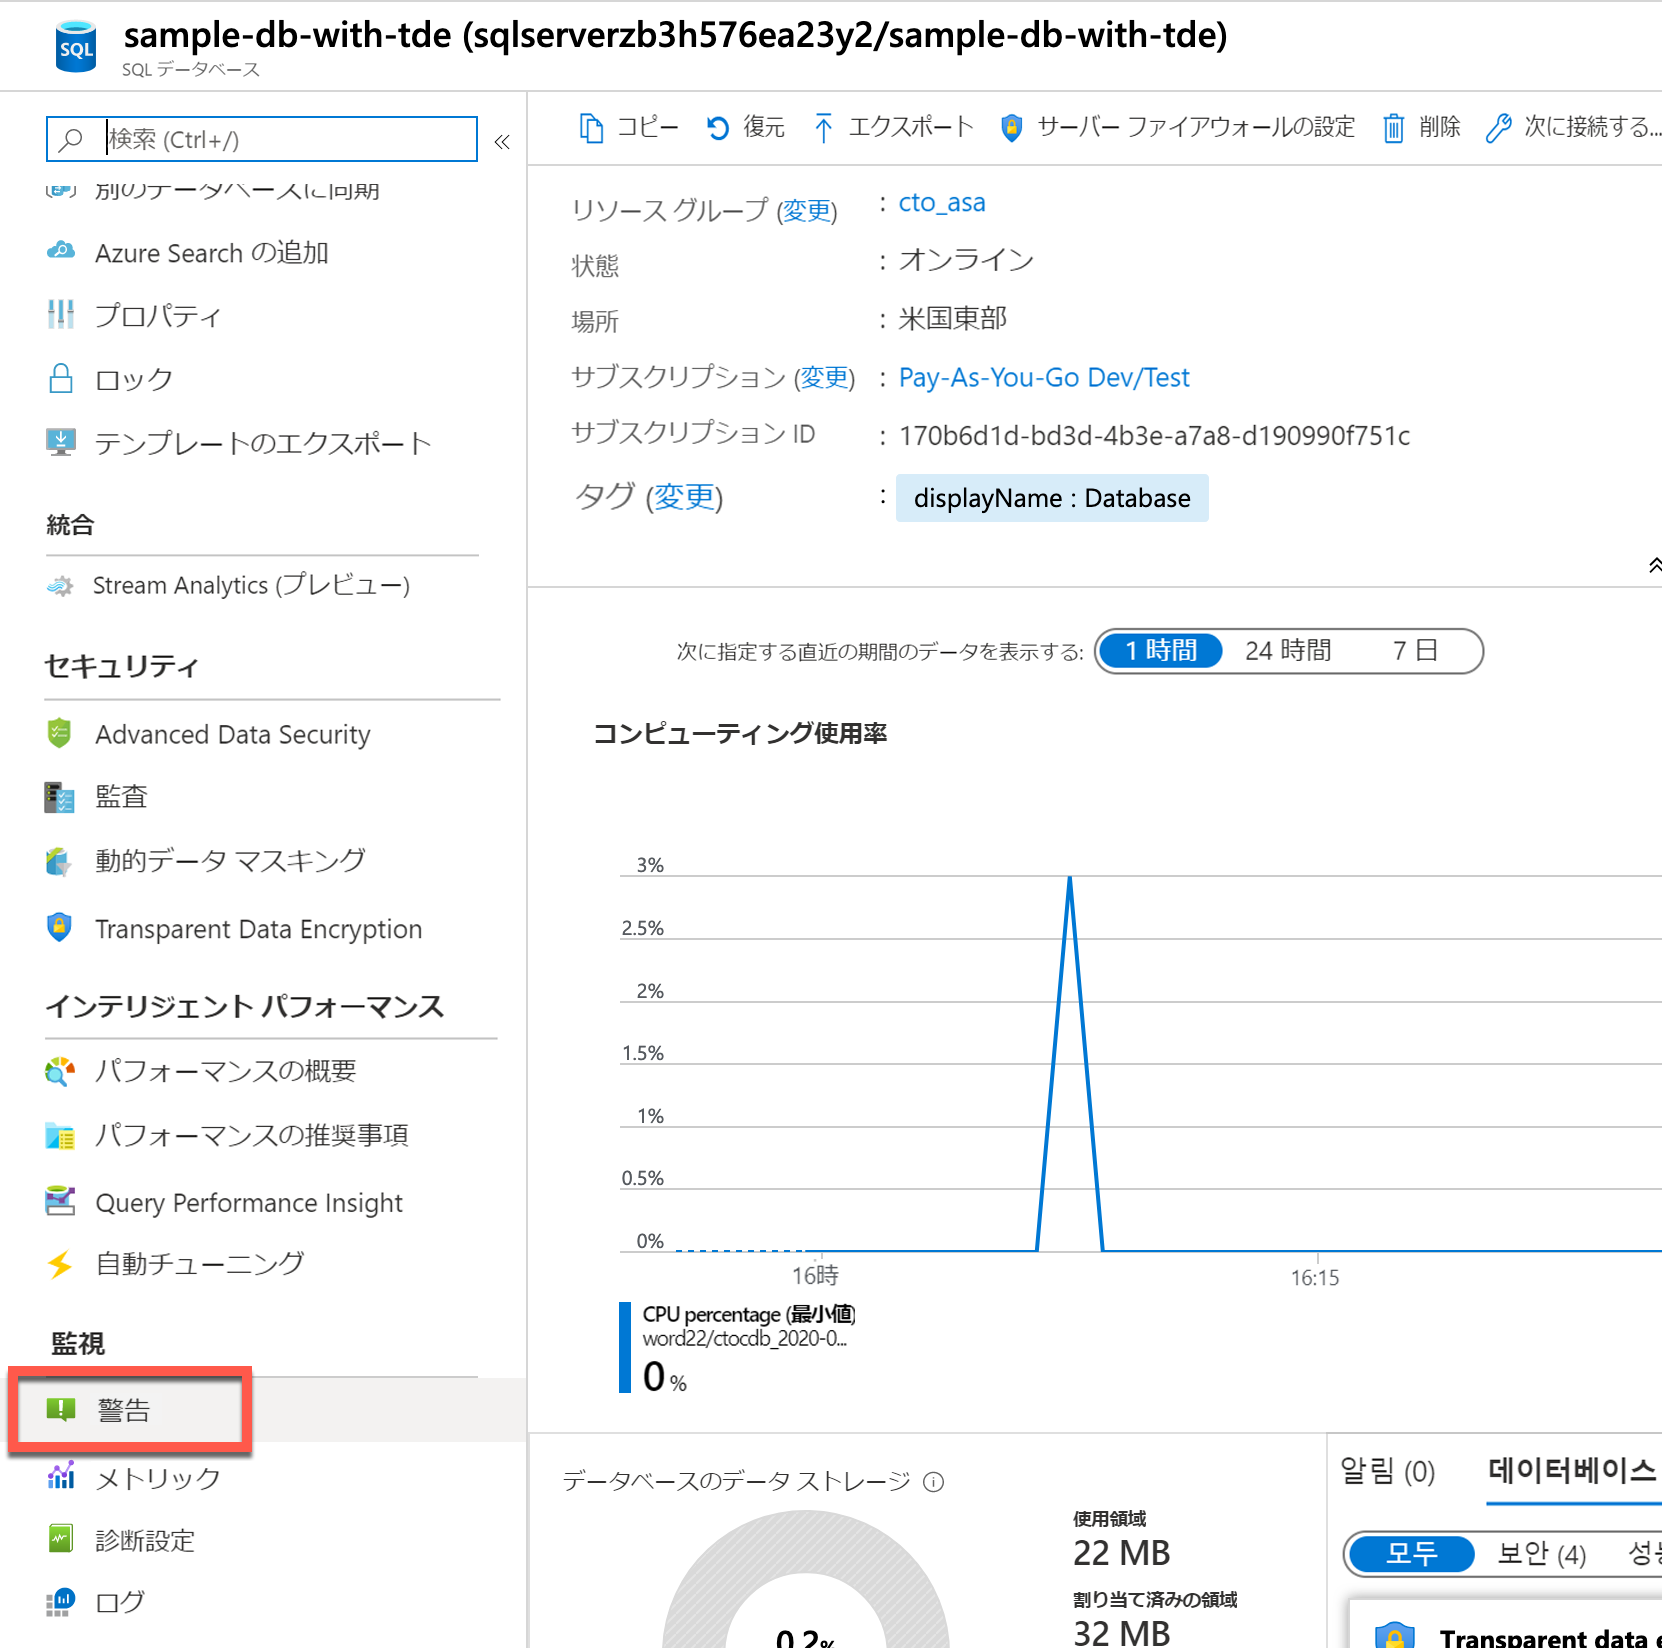 sample-db-with-tde (sqlserverzb3h576ea23y2/sample-db-with-tde)
SQL
SQL データベース
検索 (Ctrl+/)
別のデータベースに同期
Azure Search の追加
プロパティ
ロック
テンプレートのエクスポート
統合
Stream Analytics (プレビュー)
セキュリティ
Advanced Data Security
監査
動的データ マスキング
Transparent Data Encryption
インテリジェント パフォーマンス
パフォーマンスの概要
パフォーマンスの推奨事項
Query Performance Insight
自動チューニング
監視
警告
メトリック
診断設定
ログ
コピー 復元 エクスポート サーバー ファイアウォールの設定 削除 次に接続する...
リソース グループ (変更) : cto_asa
状態 : オンライン
場所 : 米国東部
サブスクリプション (変更) : Pay-As-You-Go Dev/Test
サブスクリプション ID : 170b6d1d-bd3d-4b3e-a7a8-d190990f751c
タグ (変更) : displayName : Database
次に指定する直近の期間のデータを表示する: 1 時間 24 時間 7 日
コンピューティング使用率
3%
2.5%
2%
1.5%
1%
0.5%
0%
16時 16:15
CPU percentage (最小値)
word22/ctocdb_2020-0...
0 %
データベースのデータ ストレージ
0.2%
使用領域
22 MB
割り当て済みの領域
32 MB
알림 (0) 데이터베이스
모두 보안 (4)
Transparent data